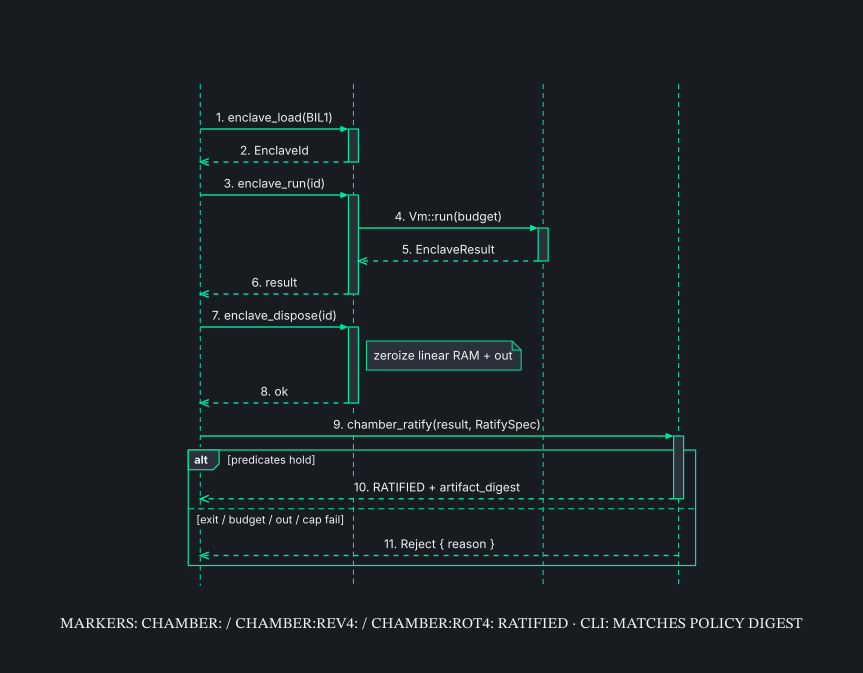 1. enclave_load(BIL1)
2. EnclaveId
3. enclave_run(id)
4. Vm::run(budget)
5. EnclaveResult
6. result
7. enclave_dispose(id)
zeroize linear RAM + out
8. ok
9. chamber_ratify(result, RatifySpec)
alt [predicates hold]
10. RATIFIED + artifact_digest
[exit / budget / out / cap fail]
11. Reject { reason }
MARKERS: CHAMBER: / CHAMBER:REV4: / CHAMBER:ROT4: RATIFIED · CLI: MATCHES POLICY DIGEST